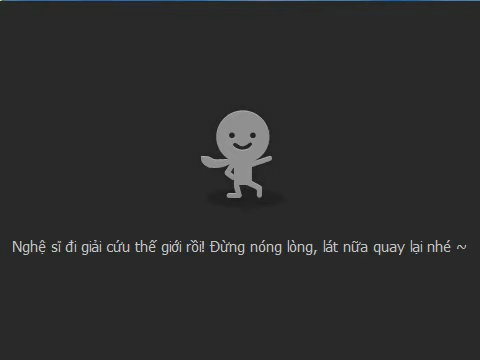 Nghệ sĩ đi giải cứu thế giới rồi! Đừng nóng lòng, lát nữa quay lại nhé ~